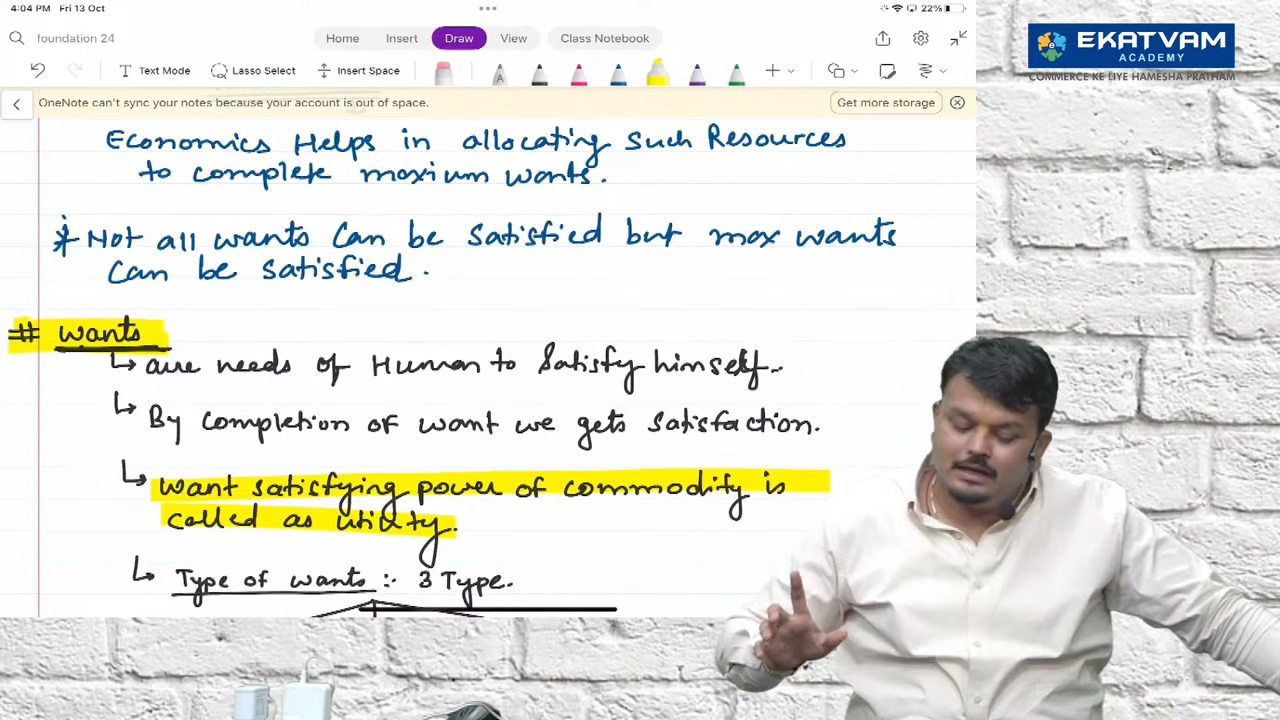 4:04 PM Fri 13 Oct
22%
foundation 24
Home Insert Draw View Class Notebook
Text Mode Lasso Select Insert Space
OneNote can't sync your notes because your account is out of space. Get more storage
EKATVAM
ACADEMY
COMMERCE KE LIYE HAMESHA PRATHAM
Economics Helps in allocating such Resources
to complete moxium wants.
* Not all wants can be satisfied but max wants
can be satisfied.
# wants
↳ are needs of Human to Satisfy himself.
↳ By completion of want we gets satisfaction.
↳ want satisfying power of commodity is
called as utility.
↳ Type of wants :- 3 Type.